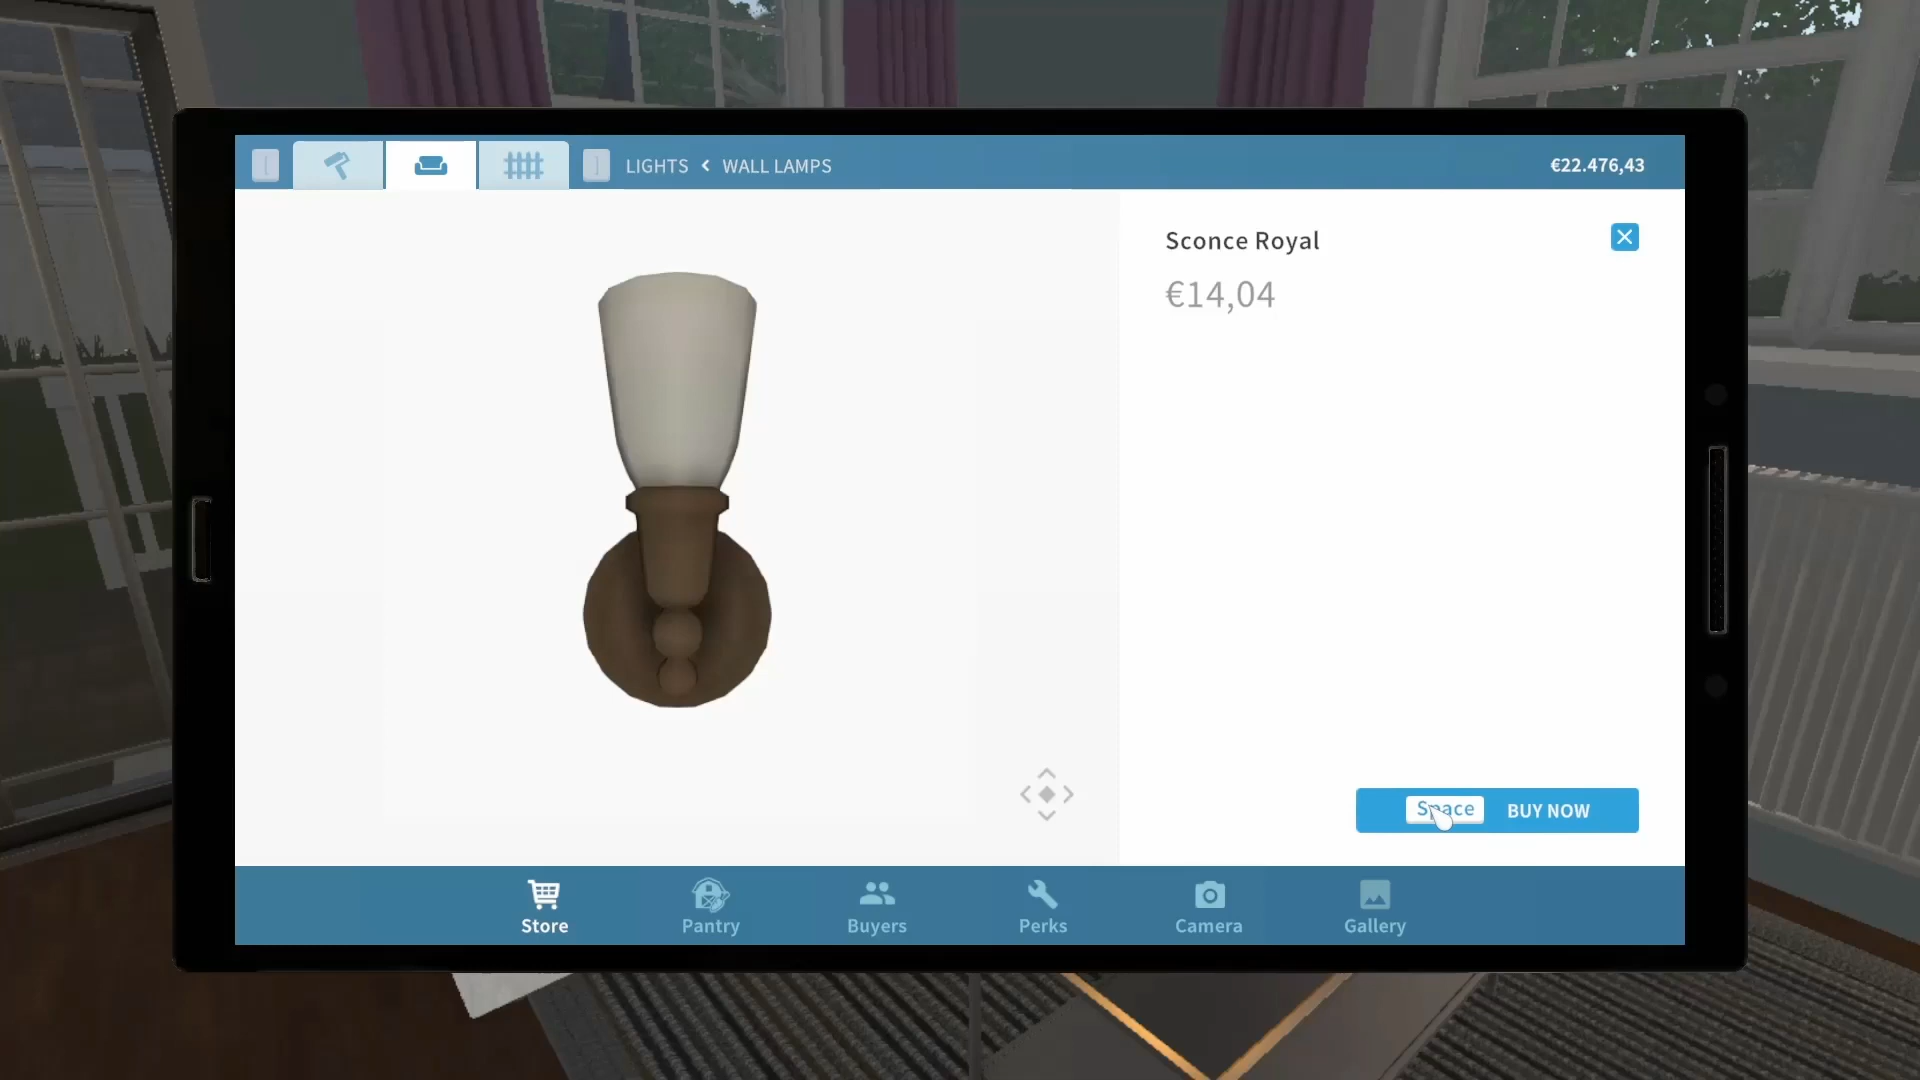 [ ] LIGHTS < WALL LAMPS €22.476,43
Sconce Royal
€14,04
Space BUY NOW
Store Pantry Buyers Perks Camera Gallery